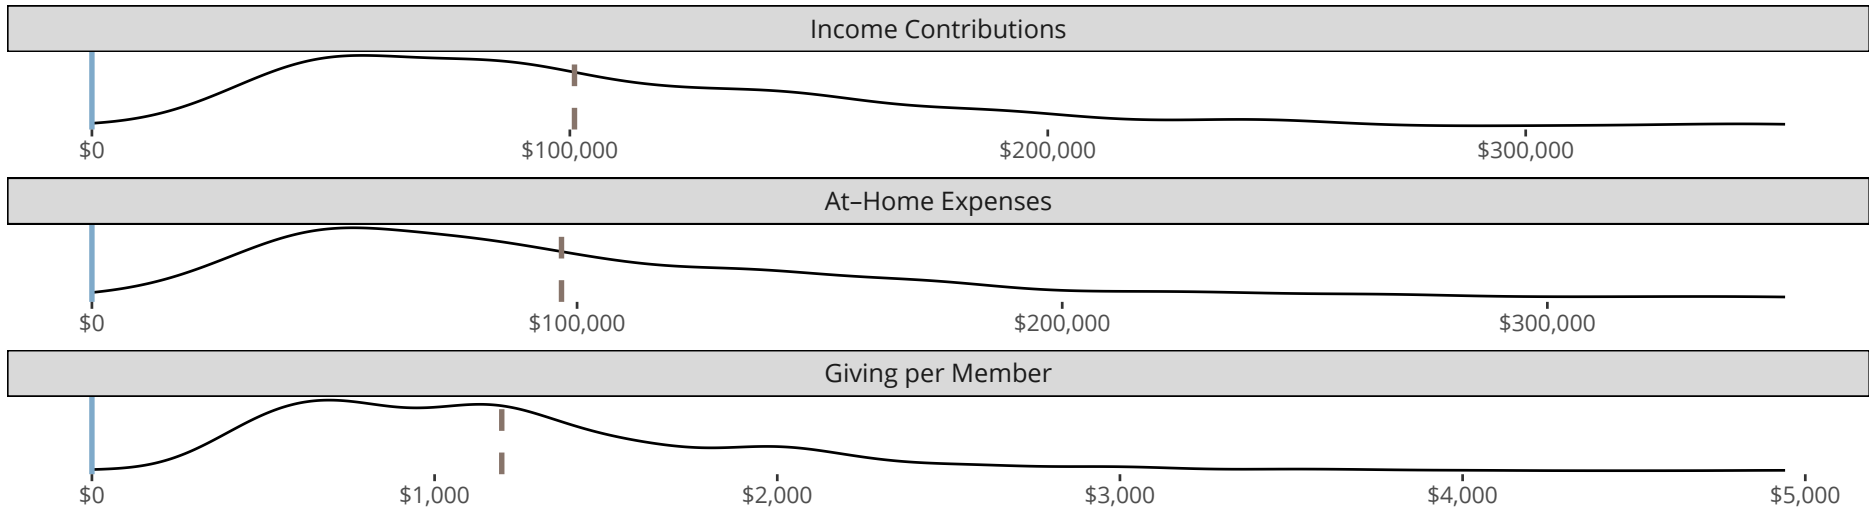 Income Contributions
$0 $100,000 $200,000 $300,000
At–Home Expenses
$0 $100,000 $200,000 $300,000
Giving per Member
$0 $1,000 $2,000 $3,000 $4,000 $5,000